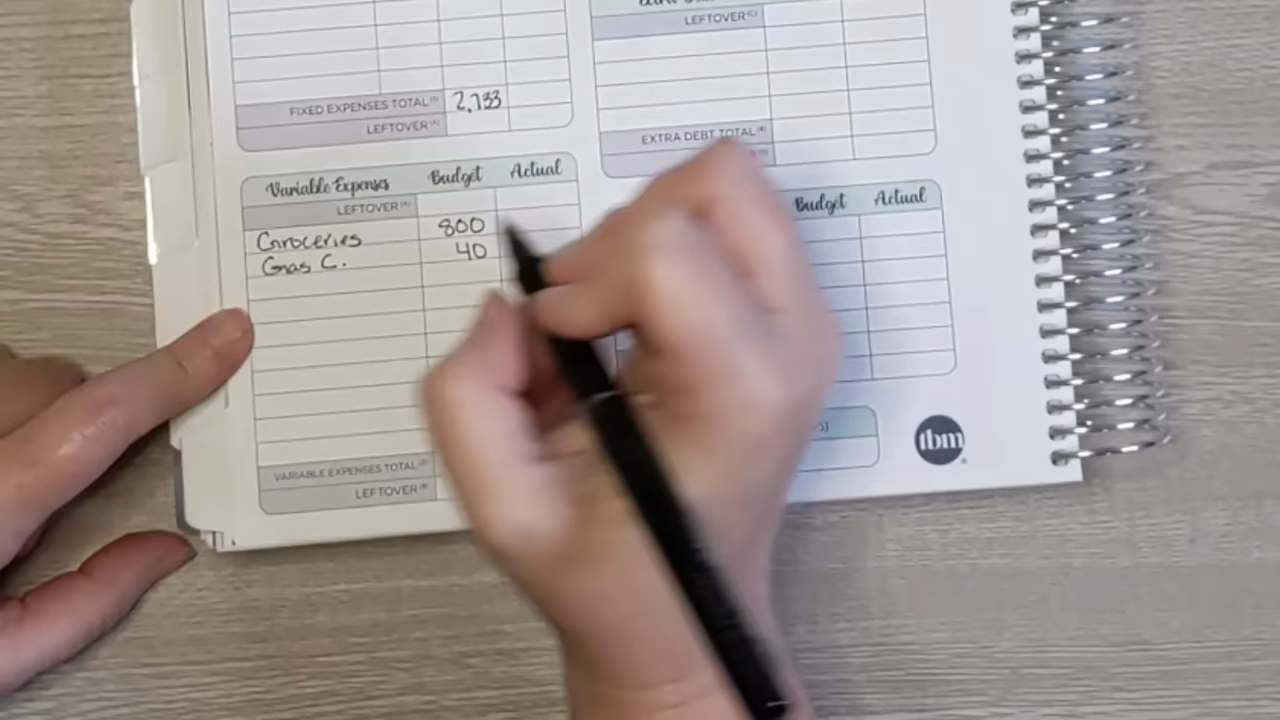 LEFTOVER
FIXED EXPENSES TOTAL 2,733
LEFTOVER
EXTRA DEBT TOTAL
Variable Expenses Budget Actual
LEFTOVER
Groceries 800
Gas C. 40
VARIABLE EXPENSES TOTAL
LEFTOVER
Budget Actual
tbm